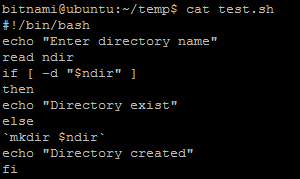 bitnami@ubuntu:~/temp$ cat test.sh
#!/bin/bash
echo "Enter directory name"
read ndir
if [ -d "$ndir" ]
then
echo "Directory exist"
else
`mkdir $ndir`
echo "Directory created"
fi